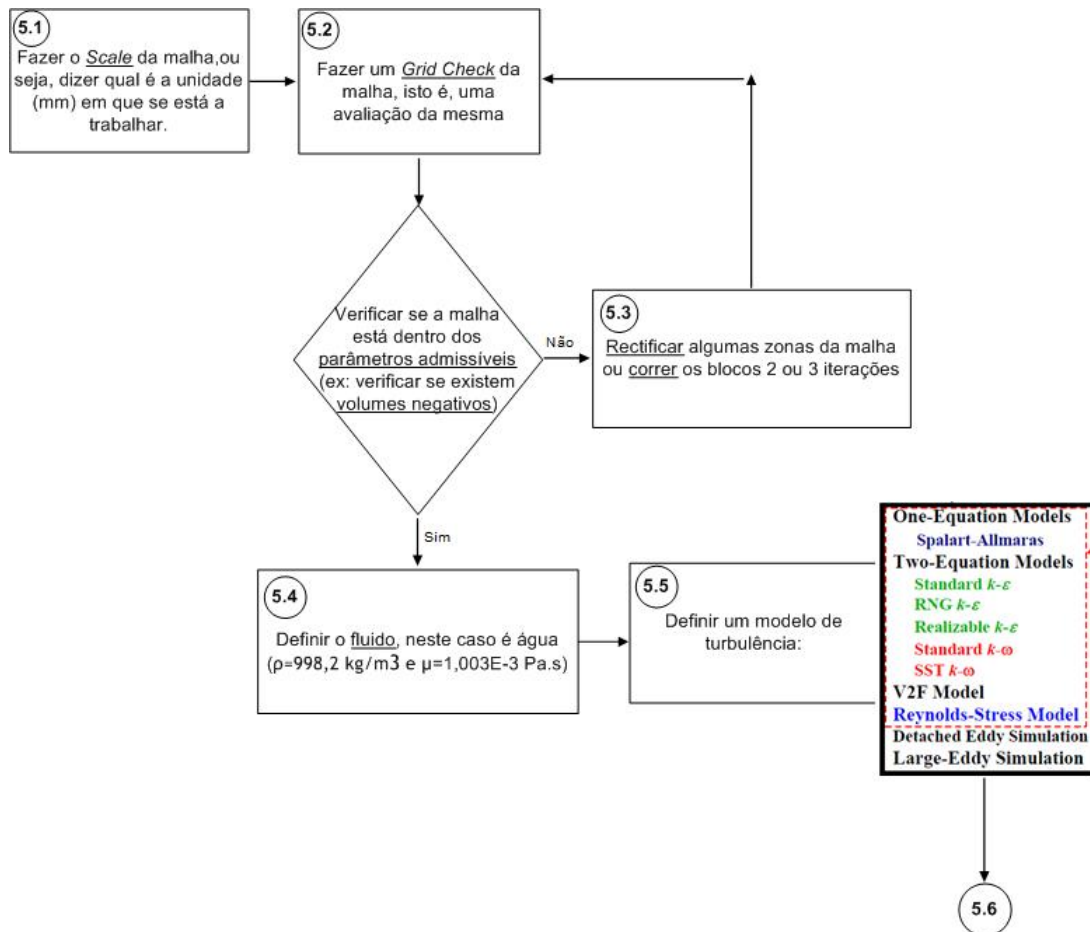 5.1
Fazer o Scale da malha,ou
seja, dizer qual é a unidade
(mm) em que se está a
trabalhar.
5.2
Fazer um Grid Check da
malha, isto é, uma
avaliação da mesma
Verificar se a malha
está dentro dos
parâmetros admissíveis
(ex: verificar se existem
volumes negativos)
Não
5.3
Rectificar algumas zonas da malha
ou correr os blocos 2 ou 3 iterações
Sim
5.4
Definir o fluido, neste caso é água
(ρ=998,2 kg/m3 e μ=1,003E-3 Pa.s)
5.5
Definir um modelo de
turbulência:
One-Equation Models
Spalart-Allmaras
Two-Equation Models
Standard k-ε
RNG k-ε
Realizable k-ε
Standard k-ω
SST k-ω
V2F Model
Reynolds-Stress Model
Detached Eddy Simulation
Large-Eddy Simulation
5.6